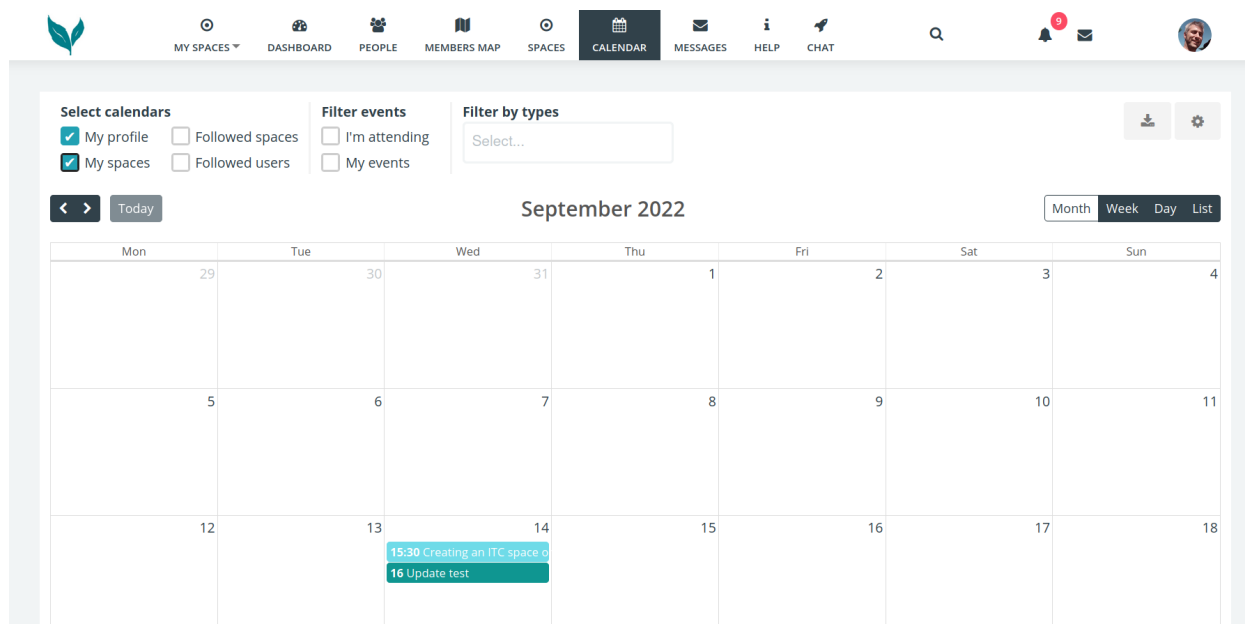 MY SPACES DASHBOARD PEOPLE MEMBERS MAP SPACES CALENDAR MESSAGES HELP CHAT 9
Select calendars Filter events Filter by types
My profile Followed spaces I'm attending Select...
My spaces Followed users My events
Today September 2022 Month Week Day List
Mon Tue Wed Thu Fri Sat Sun
29 30 31 1 2 3 4
5 6 7 8 9 10 11
12 13 14 15 16 17 18
15:30 Creating an ITC space o
16 Update test